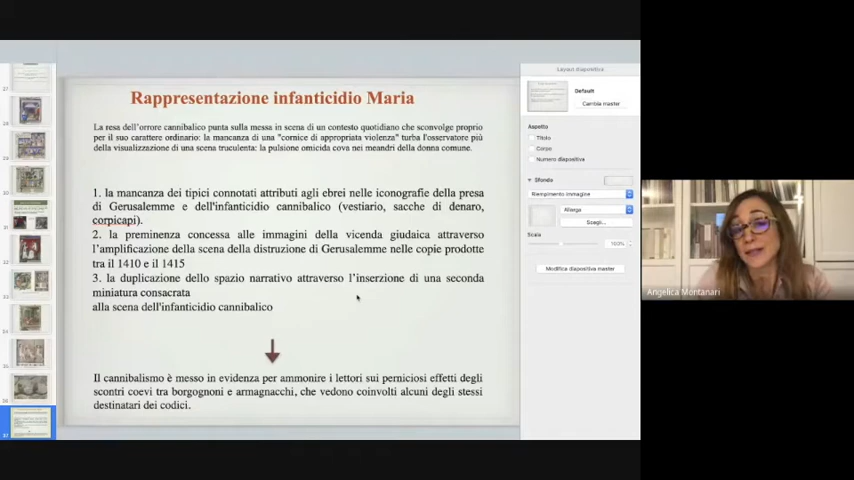 Rappresentazione infanticidio Maria
La resa dell'orrore cannibalico punta sulla messa in scena di un contesto quotidiano che sconvolge proprio
per il suo carattere ordinario: la mancanza di una "cornice di appropriata violenza" turba l'osservatore più
della visualizzazione di una scena truculenta: la pulsione omicida cova nei meandri della donna comune.
1. la mancanza dei tipici connotati attributi agli ebrei nelle iconografie della presa
di Gerusalemme e dell'infanticidio cannibalico (vestiario, sacche di denaro,
corpicapi).
2. la preminenza concessa alle immagini della vicenda giudaica attraverso
l'amplificazione della scena della distruzione di Gerusalemme nelle copie prodotte
tra il 1410 e il 1415
3. la duplicazione dello spazio narrativo attraverso l'inserzione di una seconda
miniatura consacrata
alla scena dell'infanticidio cannibalico
Il cannibalismo è messo in evidenza per ammonire i lettori sui perniciosi effetti degli
scontri coevi tra borgognoni e armagnacchi, che vedono coinvolti alcuni degli stessi
destinatari dei codici.
Layout diapositiva
Default
Cambia master
Aspetto
Titolo
Corpo
Numero diapositiva
Sfondo
Riempimento immagine
Allarga
Scegli...
Scala
100%
Modifica diapositiva master
Angelica Montanari